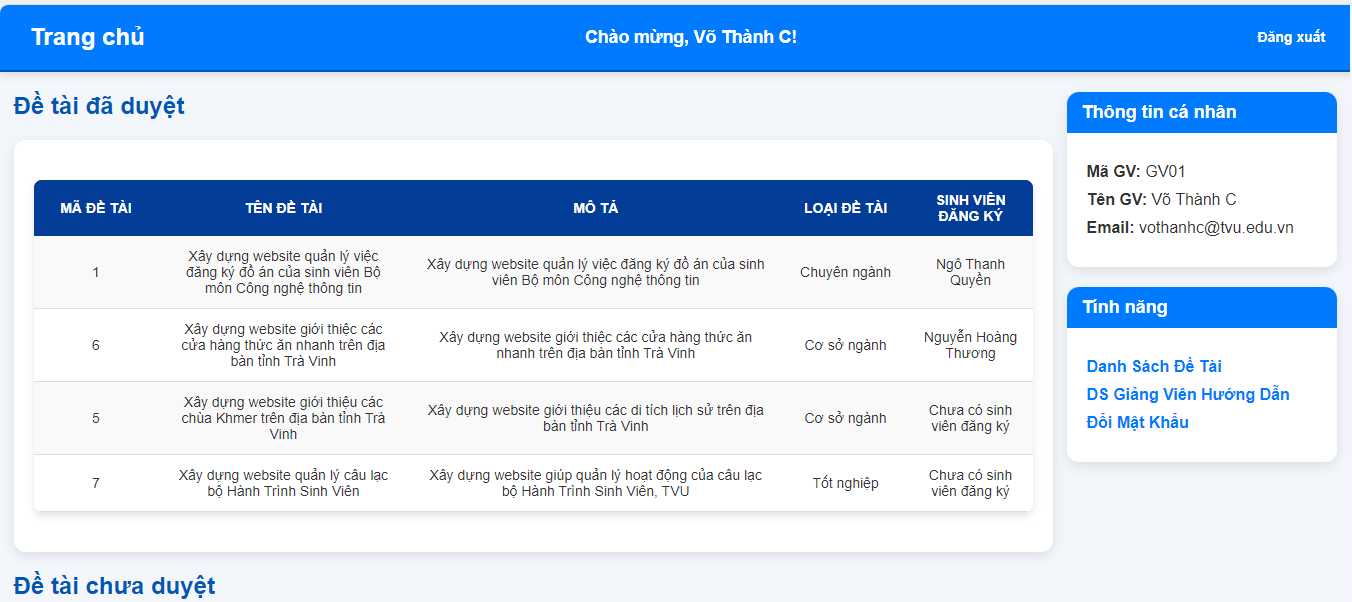 Trang chủ
Chào mừng, Võ Thành C!
Đăng xuất
Đề tài đã duyệt
MÃ ĐỀ TÀI
TÊN ĐỀ TÀI
MÔ TẢ
LOẠI ĐỀ TÀI
SINH VIÊN
ĐĂNG KÝ
1
Xây dựng website quản lý việc
đăng ký đồ án của sinh viên Bộ
môn Công nghệ thông tin
Xây dựng website quản lý việc đăng ký đồ án của sinh
viên Bộ môn Công nghệ thông tin
Chuyên ngành
Ngô Thanh
Quyền
6
Xây dựng website giới thiệc các
cửa hàng thức ăn nhanh trên địa
bàn tỉnh Trà Vinh
Xây dựng website giới thiệc các cửa hàng thức ăn
nhanh trên địa bàn tỉnh Trà Vinh
Cơ sở ngành
Nguyễn Hoàng
Thương
5
Xây dựng website giới thiệu các
chùa Khmer trên địa bàn tỉnh Trà
Vinh
Xây dựng website giới thiệu các di tích lịch sử trên địa
bàn tỉnh Trà Vinh
Cơ sở ngành
Chưa có sinh
viên đăng ký
7
Xây dựng website quản lý câu lạc
bộ Hành Trình Sinh Viên
Xây dựng website giúp quản lý hoạt động của câu lạc
bộ Hành Trình Sinh Viên, TVU
Tốt nghiệp
Chưa có sinh
viên đăng ký
Đề tài chưa duyệt
Thông tin cá nhân
Mã GV: GV01
Tên GV: Võ Thành C
Email: vothanhc@tvu.edu.vn
Tính năng
Danh Sách Đề Tài
DS Giảng Viên Hướng Dẫn
Đổi Mật Khẩu